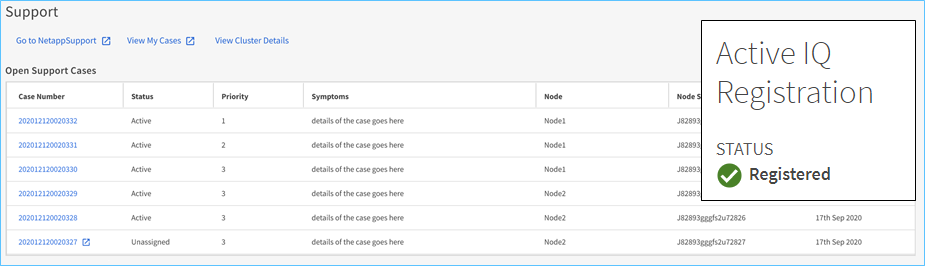 Support
Go to NetappSupport View My Cases View Cluster Details
Open Support Cases
Case Number Status Priority Symptoms Node Node S
202012120020332 Active 1 details of the case goes here Node1 J82893
202012120020331 Active 2 details of the case goes here Node1 J82893
202012120020330 Active 3 details of the case goes here Node1 J82893
202012120020329 Active 3 details of the case goes here Node2 J82893
202012120020328 Active 3 details of the case goes here Node2 J82893gggfs2u72826 17th Sep 2020
202012120020327 Unassigned 3 details of the case goes here Node2 J82893gggfs2u72827 17th Sep 2020
Active IQ
Registration
STATUS
Registered